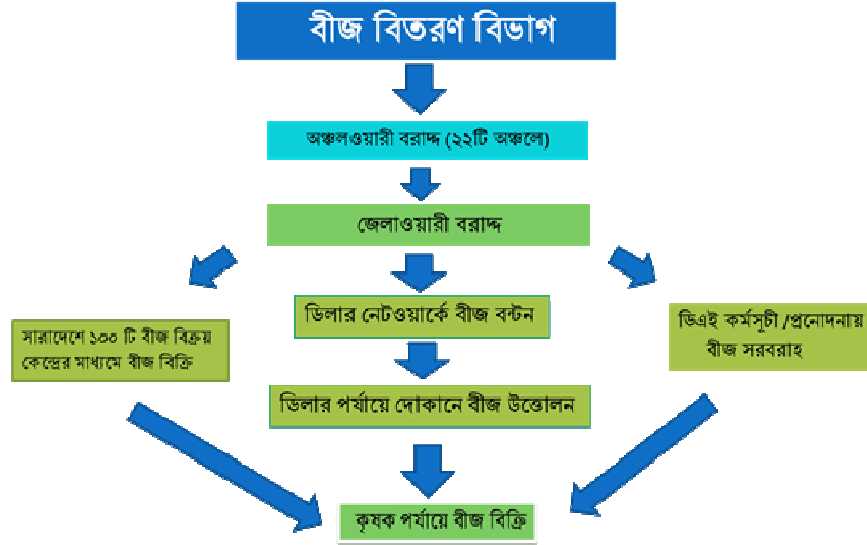 বীজ বিতরণ বিভাগ
অঞ্চলওয়ারী বরাদ্দ (২২টি অঞ্চলে)
জেলাওয়ারী বরাদ্দ
সারাদেশে ১০০ টি বীজ বিক্রয়
কেন্দ্রের মাধ্যমে বীজ বিক্রি
ডিলার নেটওয়ার্কে বীজ বন্টন
ডিএই কর্মসূচী /প্রনোদনায়
বীজ সরবরাহ
ডিলার পর্যায়ে দোকানে বীজ উত্তোলন
কৃষক পর্যায়ে বীজ বিক্রি